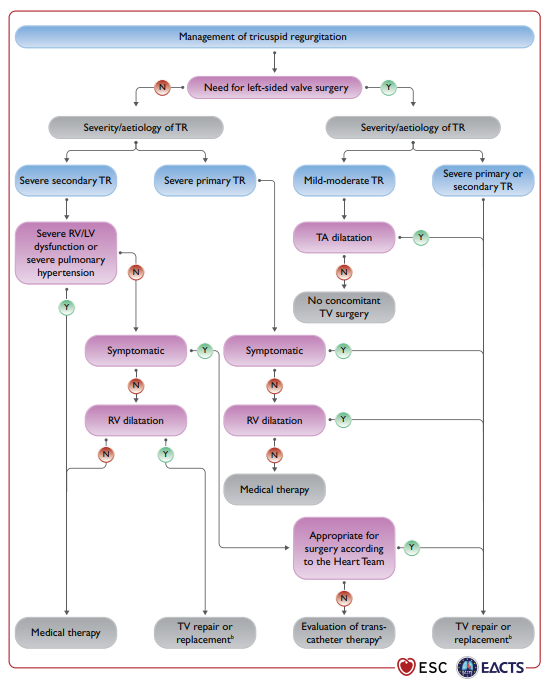 Management of tricuspid regurgitation
N
Need for left-sided valve surgery
Y
Severity/aetiology of TR
Severity/aetiology of TR
Severe secondary TR
Severe primary TR
Mild-moderate TR
Severe primary or
secondary TR
Severe RV/LV
dysfunction or
severe pulmonary
hypertension
TA dilatation
Y
N
N
No concomitant
TV surgery
Y
Symptomatic
Y
Symptomatic
Y
N
N
RV dilatation
RV dilatation
Y
N
Y
N
Medical therapy
Appropriate for
surgery according
to the Heart Team
Y
N
Medical therapy
TV repair or
replacementᵇ
Evaluation of trans-
catheter therapyᵃ
TV repair or
replacementᵇ
ESC
EACTS